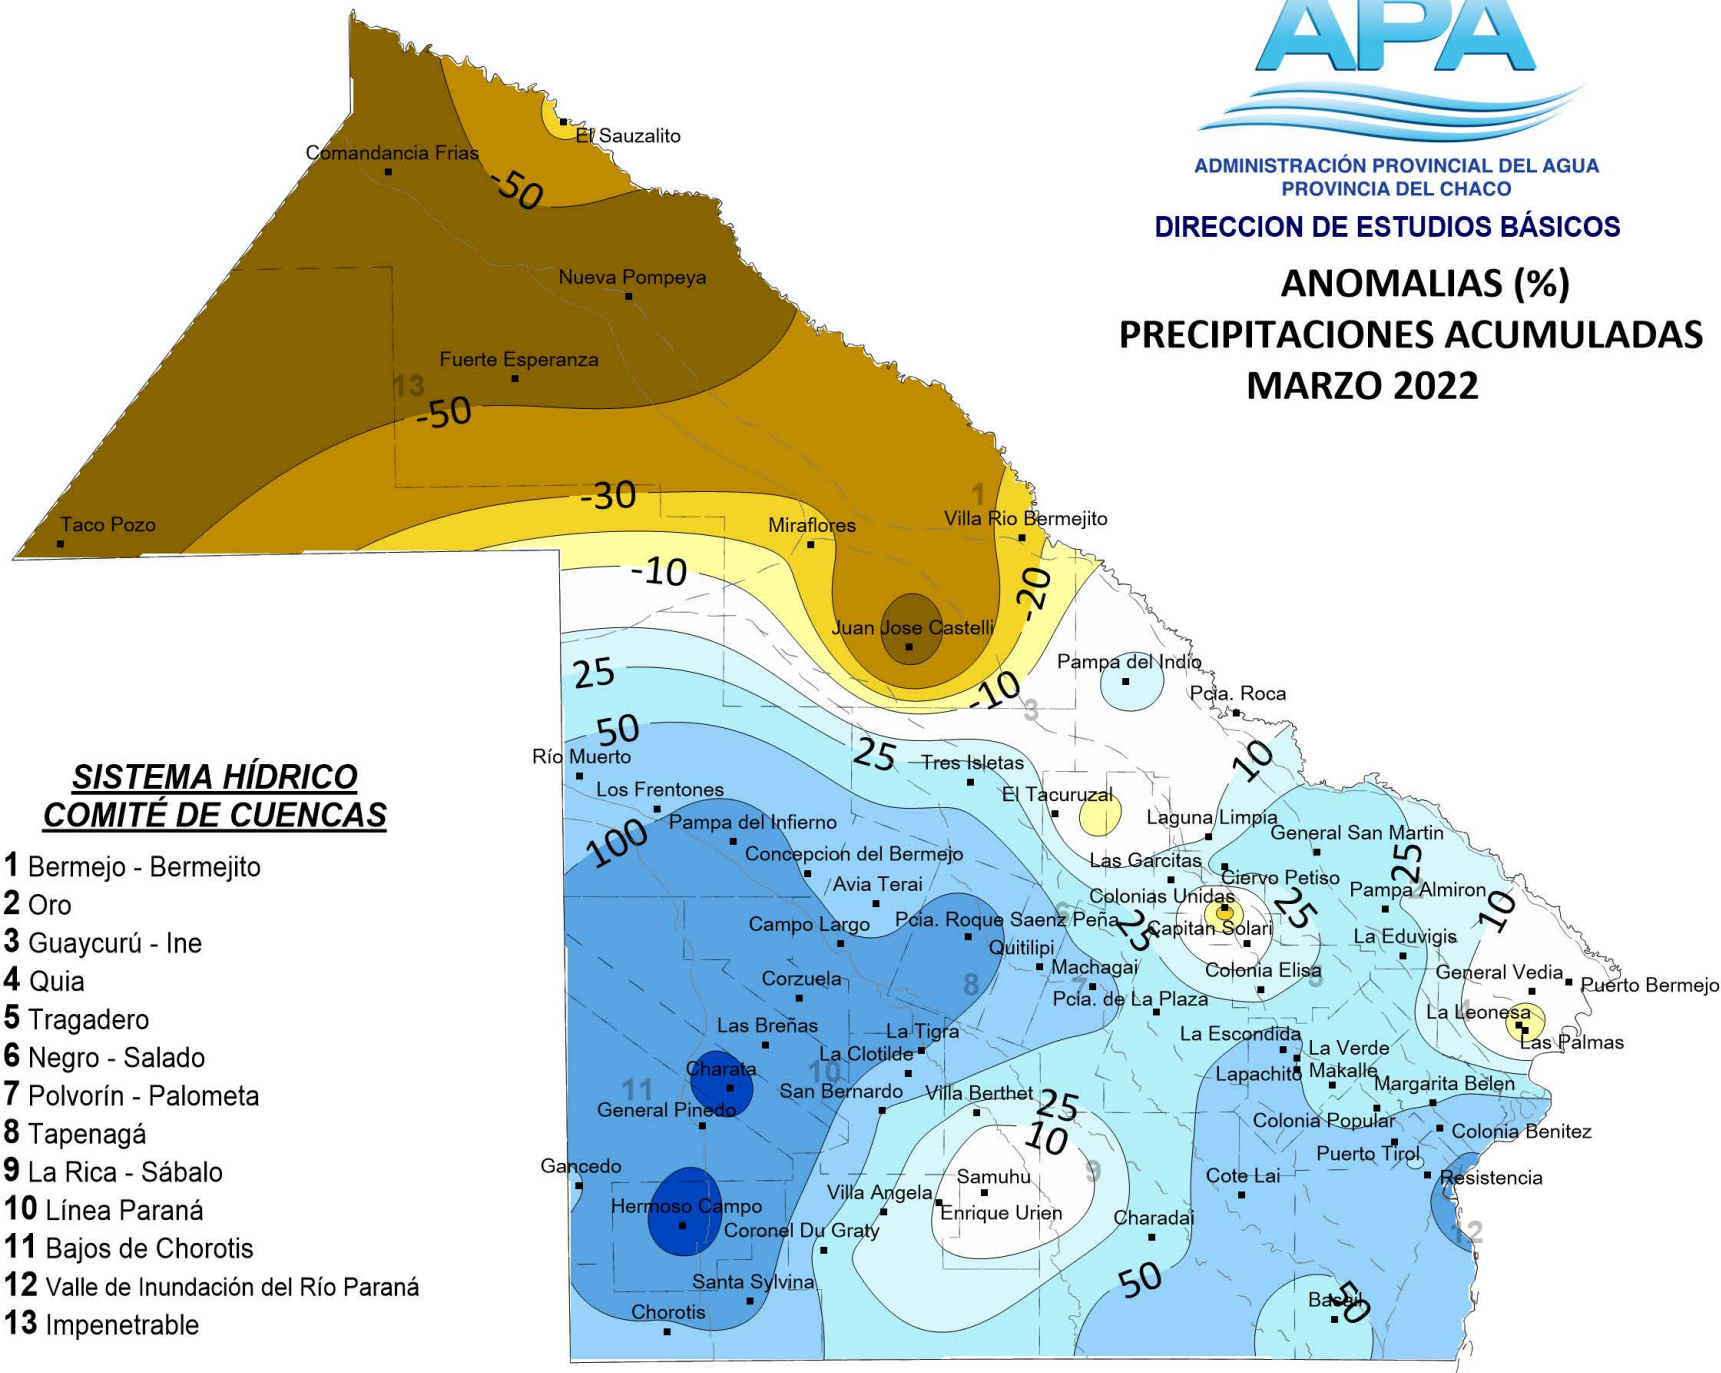 APA
ADMINISTRACIÓN PROVINCIAL DEL AGUA
PROVINCIA DEL CHACO
DIRECCION DE ESTUDIOS BÁSICOS
ANOMALIAS (%)
PRECIPITACIONES ACUMULADAS
MARZO 2022
El Sauzalito
Comandancia Frias
-50
Nueva Pompeya
Fuerte Esperanza
13
-50
-30
1
Taco Pozo
Miraflores
Villa Rio Bermejito
-10
-20
Juan Jose Castelli
25
Pampa del Indio
-10
Pcia. Roca
3
50
25
10
Río Muerto
Tres Isletas
Los Frentones
El Tacuruzal
Pampa del Infierno
Laguna Limpia
100
General San Martin
Concepcion del Bermejo
Las Garcitas
25
Avia Terai
Ciervo Petiso
Pampa Almiron
2
Colonias Unidas
25
10
Campo Largo
Pcia. Roque Saenz Peña
6
25
Capitan Solari
La Eduvigis
Quitilipi
Machagai
Colonia Elisa
5
General Vedia
Puerto Bermejo
Corzuela
8
7
Pcia. de La Plaza
4
La Leonesa
Las Breñas
La Tigra
La Escondida
La Verde
Las Palmas
La Clotilde
Charata
10
Lapachito
Makalle
Margarita Belen
11
San Bernardo
Villa Berthet
25
General Pinedo
Colonia Popular
Colonia Benitez
10
Puerto Tirol
Gancedo
9
Samuhu
Cote Lai
Resistencia
Villa Angela
Hermoso Campo
Enrique Urien
Charadai
Coronel Du Graty
12
50
Santa Sylvina
Basail
50
Chorotis
SISTEMA HÍDRICO
COMITÉ DE CUENCAS
1 Bermejo - Bermejito
2 Oro
3 Guaycurú - Ine
4 Quia
5 Tragadero
6 Negro - Salado
7 Polvorín - Palometa
8 Tapenagá
9 La Rica - Sábalo
10 Línea Paraná
11 Bajos de Chorotis
12 Valle de Inundación del Río Paraná
13 Impenetrable